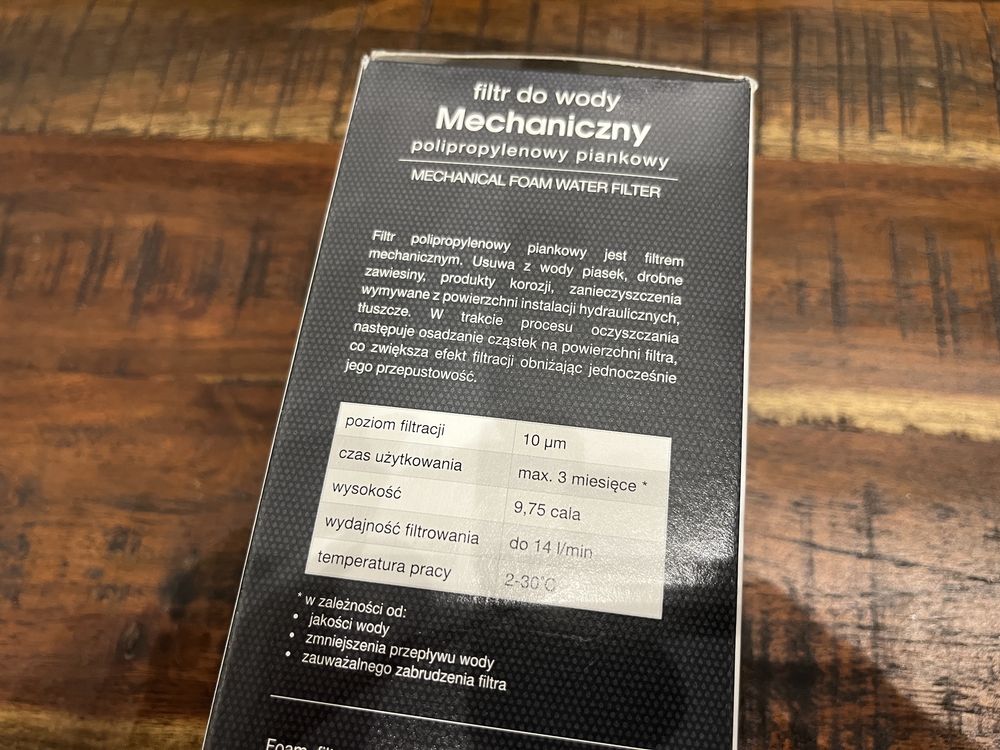 filtr do wody
Mechaniczny
polipropylenowy piankowy
MECHANICAL FOAM WATER FILTER
Filtr polipropylenowy piankowy jest filtrem
mechanicznym. Usuwa z wody piasek, drobne
zawiesiny, produkty korozji, zanieczyszczenia
wymywane z powierzchni instalacji hydraulicznych,
tłuszcze. W trakcie procesu oczyszczania
następuje osadzanie cząstek na powierzchni filtra,
co zwiększa efekt filtracji obniżając jednocześnie
jego przepustowość.
poziom filtracji 10 µm
czas użytkowania max. 3 miesięce *
wysokość 9,75 cala
wydajność filtrowania do 14 l/min
temperatura pracy 2-30°C
* w zależności od:
• jakości wody
• zmniejszenia przepływu wody
• zauważalnego zabrudzenia filtra
Foam